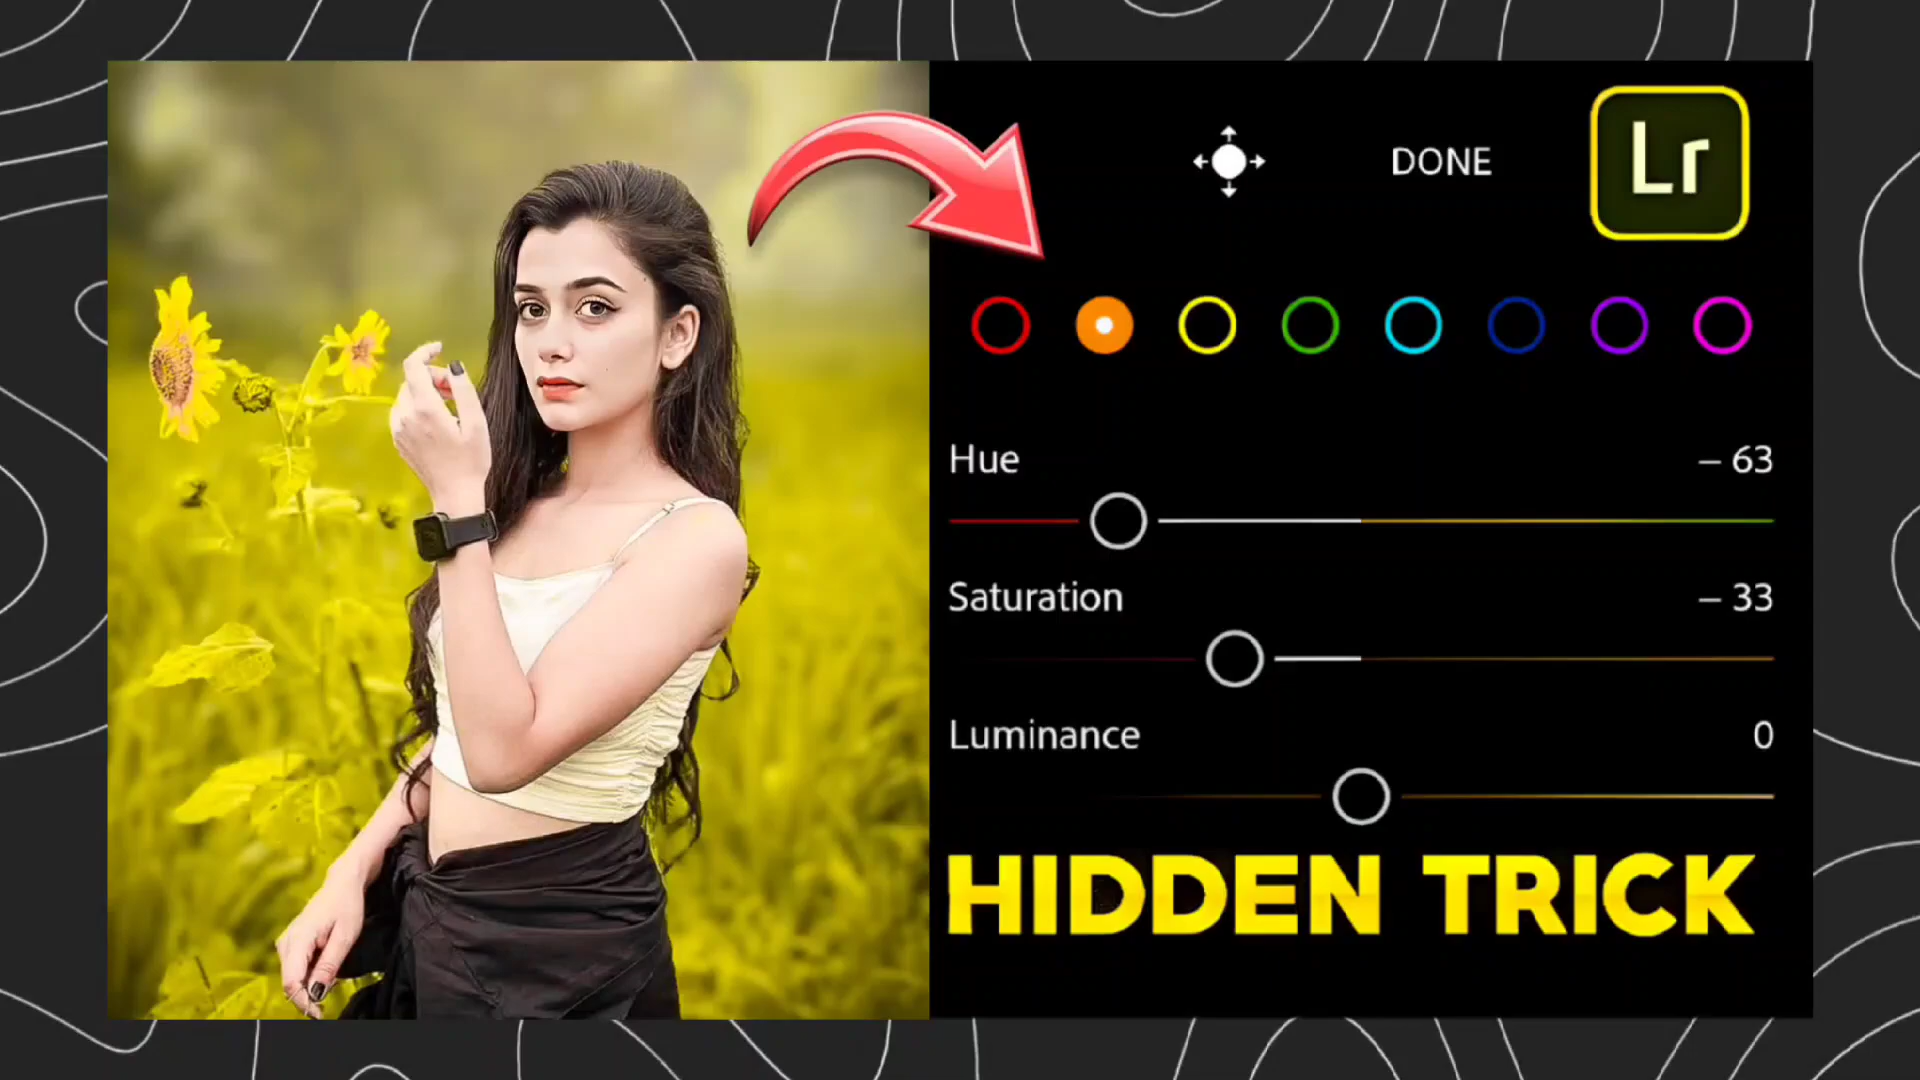 DONE
Lr
Hue – 63
Saturation – 33
Luminance 0
HIDDEN TRICK